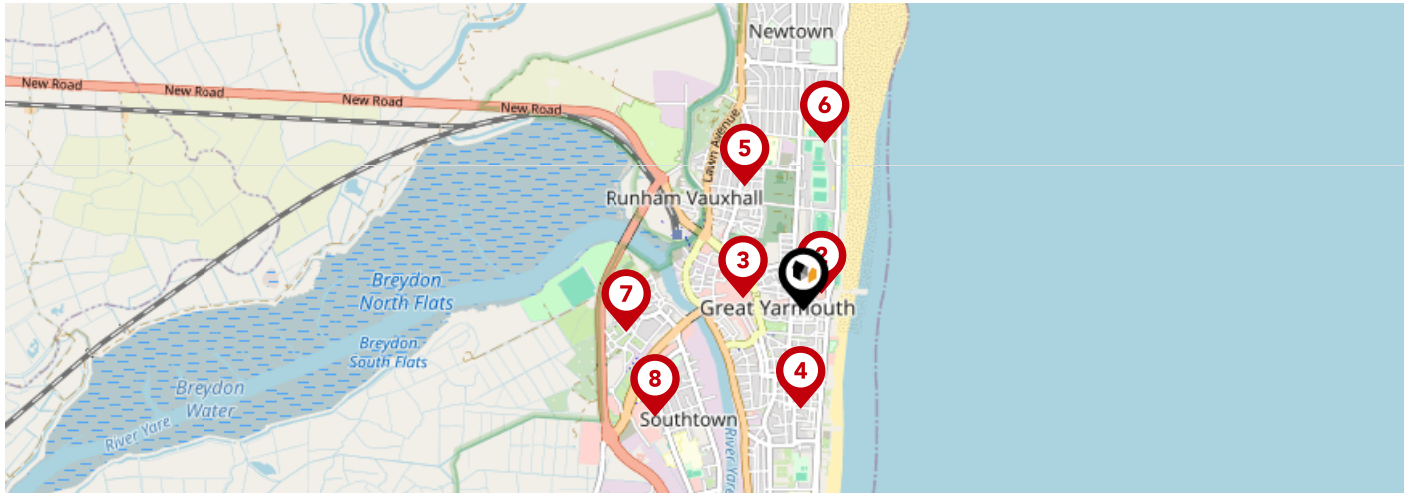 Newtown
New Road
New Road
New Road
New Road
6
Lawn Avenue
5
Runham Vauxhall
3
2
Breydon
North Flats
7
Great Yarmouth
Breydon
South Flats
4
8
Breydon
Water
Southtown
River Yare
River Yare